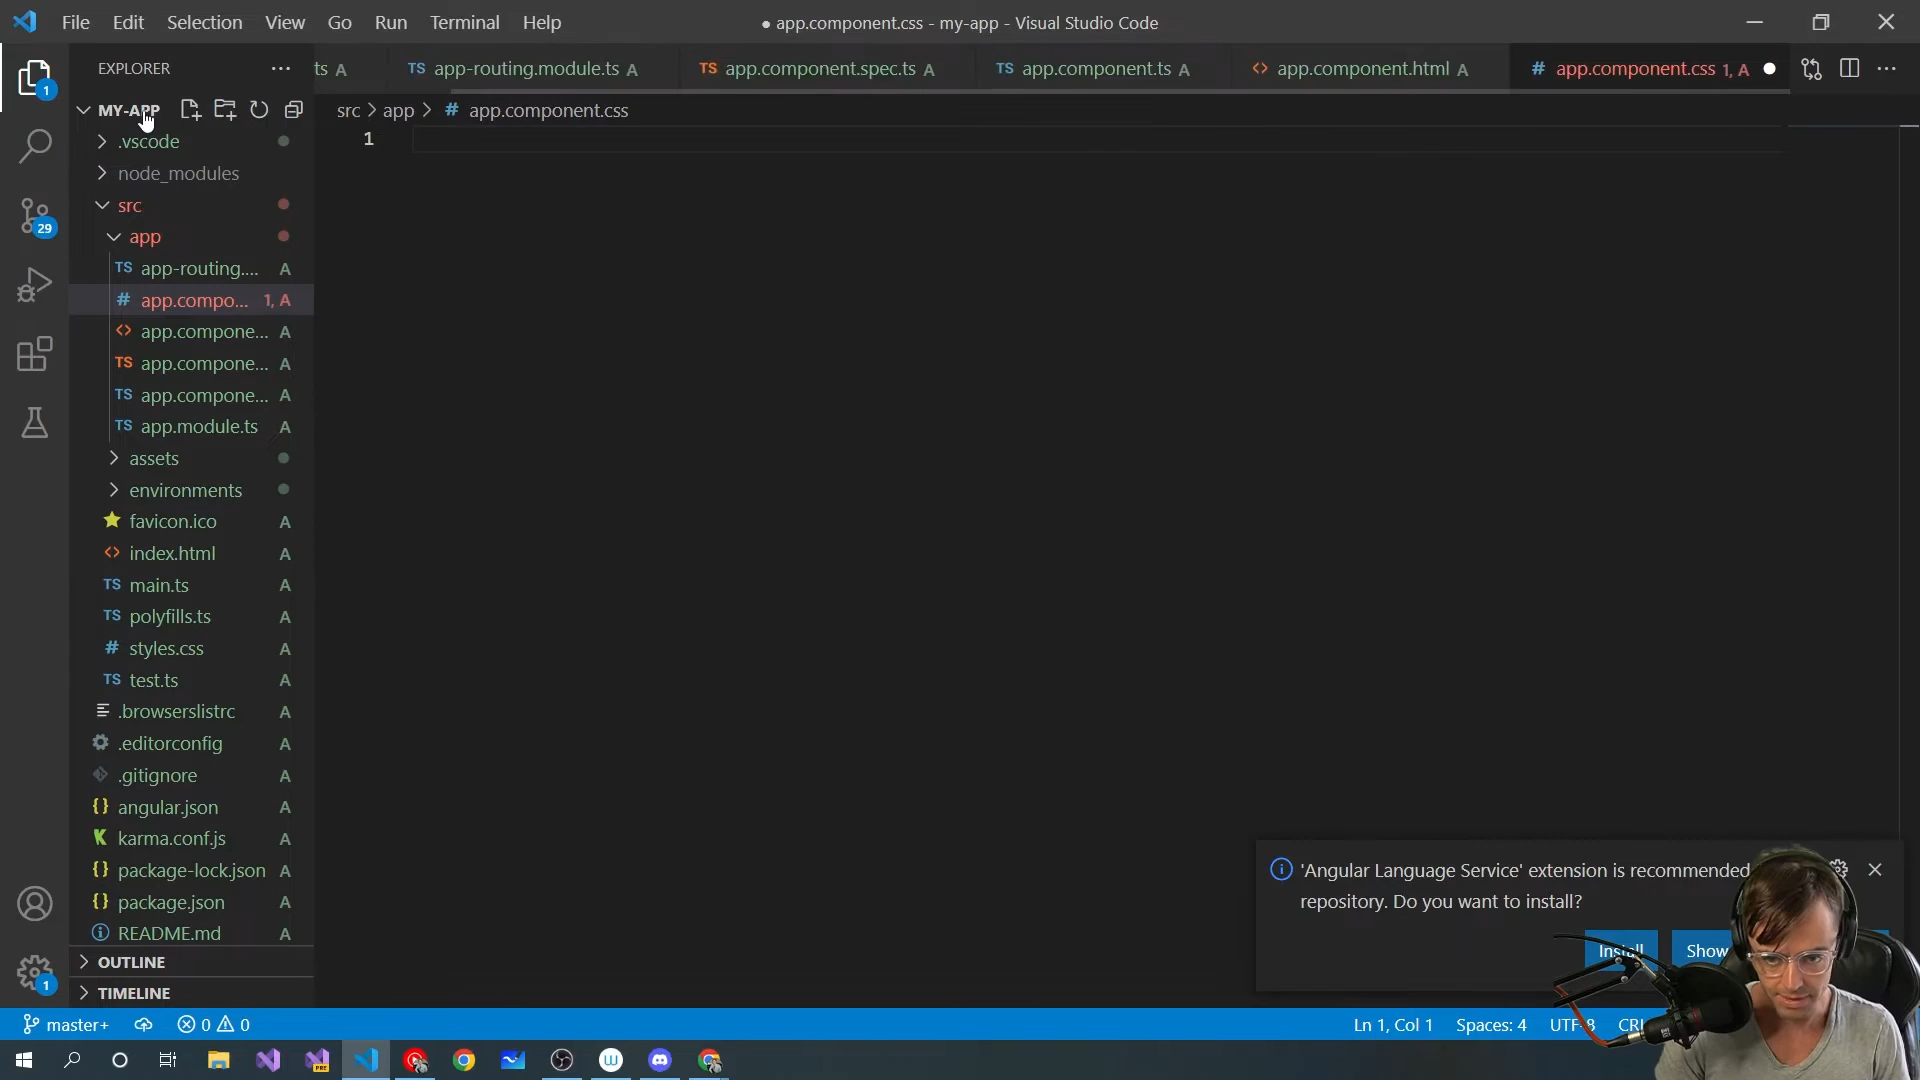 File Edit Selection View Go Run Terminal Help
● app.component.css - my-app - Visual Studio Code
EXPLORER
ts A
TS app-routing.module.ts A
TS app.component.spec.ts A
TS app.component.ts A
<> app.component.html A
# app.component.css 1, A
MY-APP
src > app > # app.component.css
1
.vscode
node_modules
src
app
TS app-routing.... A
# app.compo... 1, A
<> app.compone... A
TS app.compone... A
TS app.compone... A
TS app.module.ts A
assets
environments
favicon.ico A
<> index.html A
TS main.ts A
TS polyfills.ts A
# styles.css A
TS test.ts A
.browserslistrc A
.editorconfig A
.gitignore A
{} angular.json A
karma.conf.js A
{} package-lock.json A
{} package.json A
README.md A
OUTLINE
TIMELINE
1
29
1
'Angular Language Service' extension is recommended
repository. Do you want to install?
Install
Show
master+
0 0
Ln 1, Col 1 Spaces: 4 UTF-8
PRE